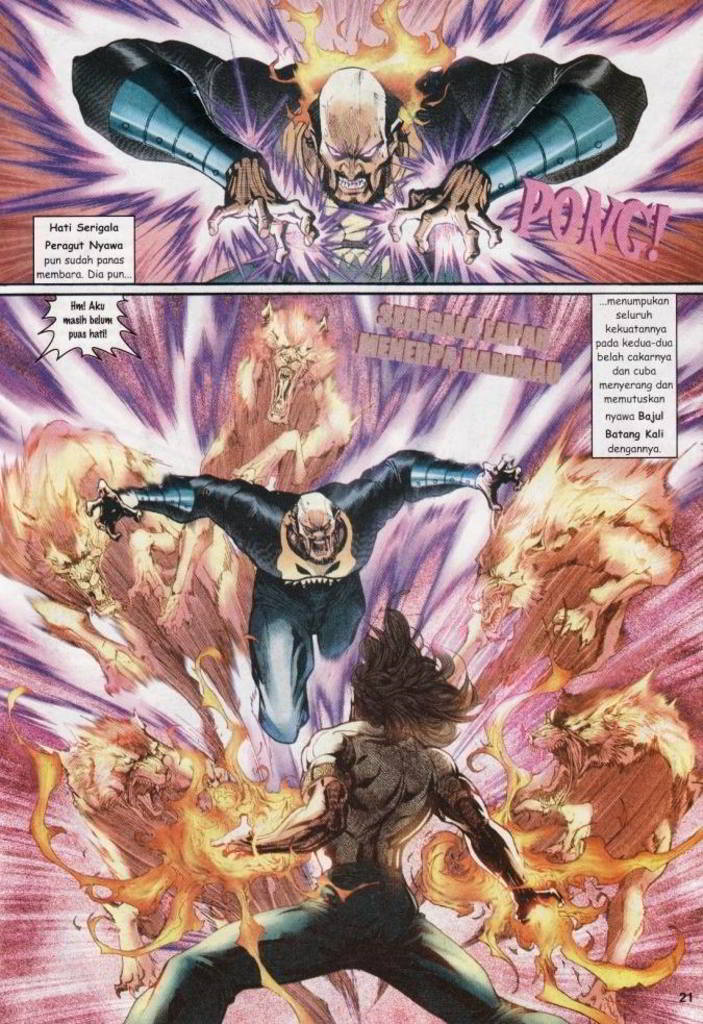 Hati Serigala
Peragut Nyawa
pun sudah panas
membara. Dia pun...
PONG!
Hm! Aku
masih belum
puas hati!
SERIGALA LAPAR
MENERPA HARIMAU
...menumpukan
seluruh
kekuatannya
pada kedua-dua
belah cakarnya
dan cuba
menyerang dan
memutuskan
nyawa Bajul
Batang Kali
dengannya.
21